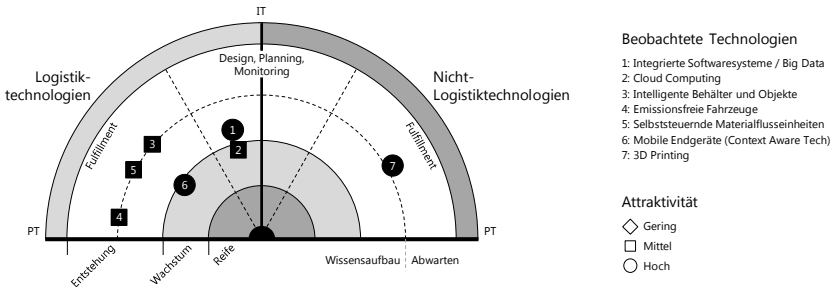 IT
Design, Planning,
Monitoring
Logistik-
technologien
Nicht-
Logistiktechnologien
Fulfillment
Fulfillment
1
2
3
4
5
6
7
PT
PT
Entstehung
Wachstum
Reife
Wissensaufbau
Abwarten
Beobachtete Technologien
1: Integrierte Softwaresysteme / Big Data
2: Cloud Computing
3: Intelligente Behälter und Objekte
4: Emissionsfreie Fahrzeuge
5: Selbststeuernde Materialflusseinheiten
6: Mobile Endgeräte (Context Aware Tech)
7: 3D Printing
Attraktivität
Gering
Mittel
Hoch